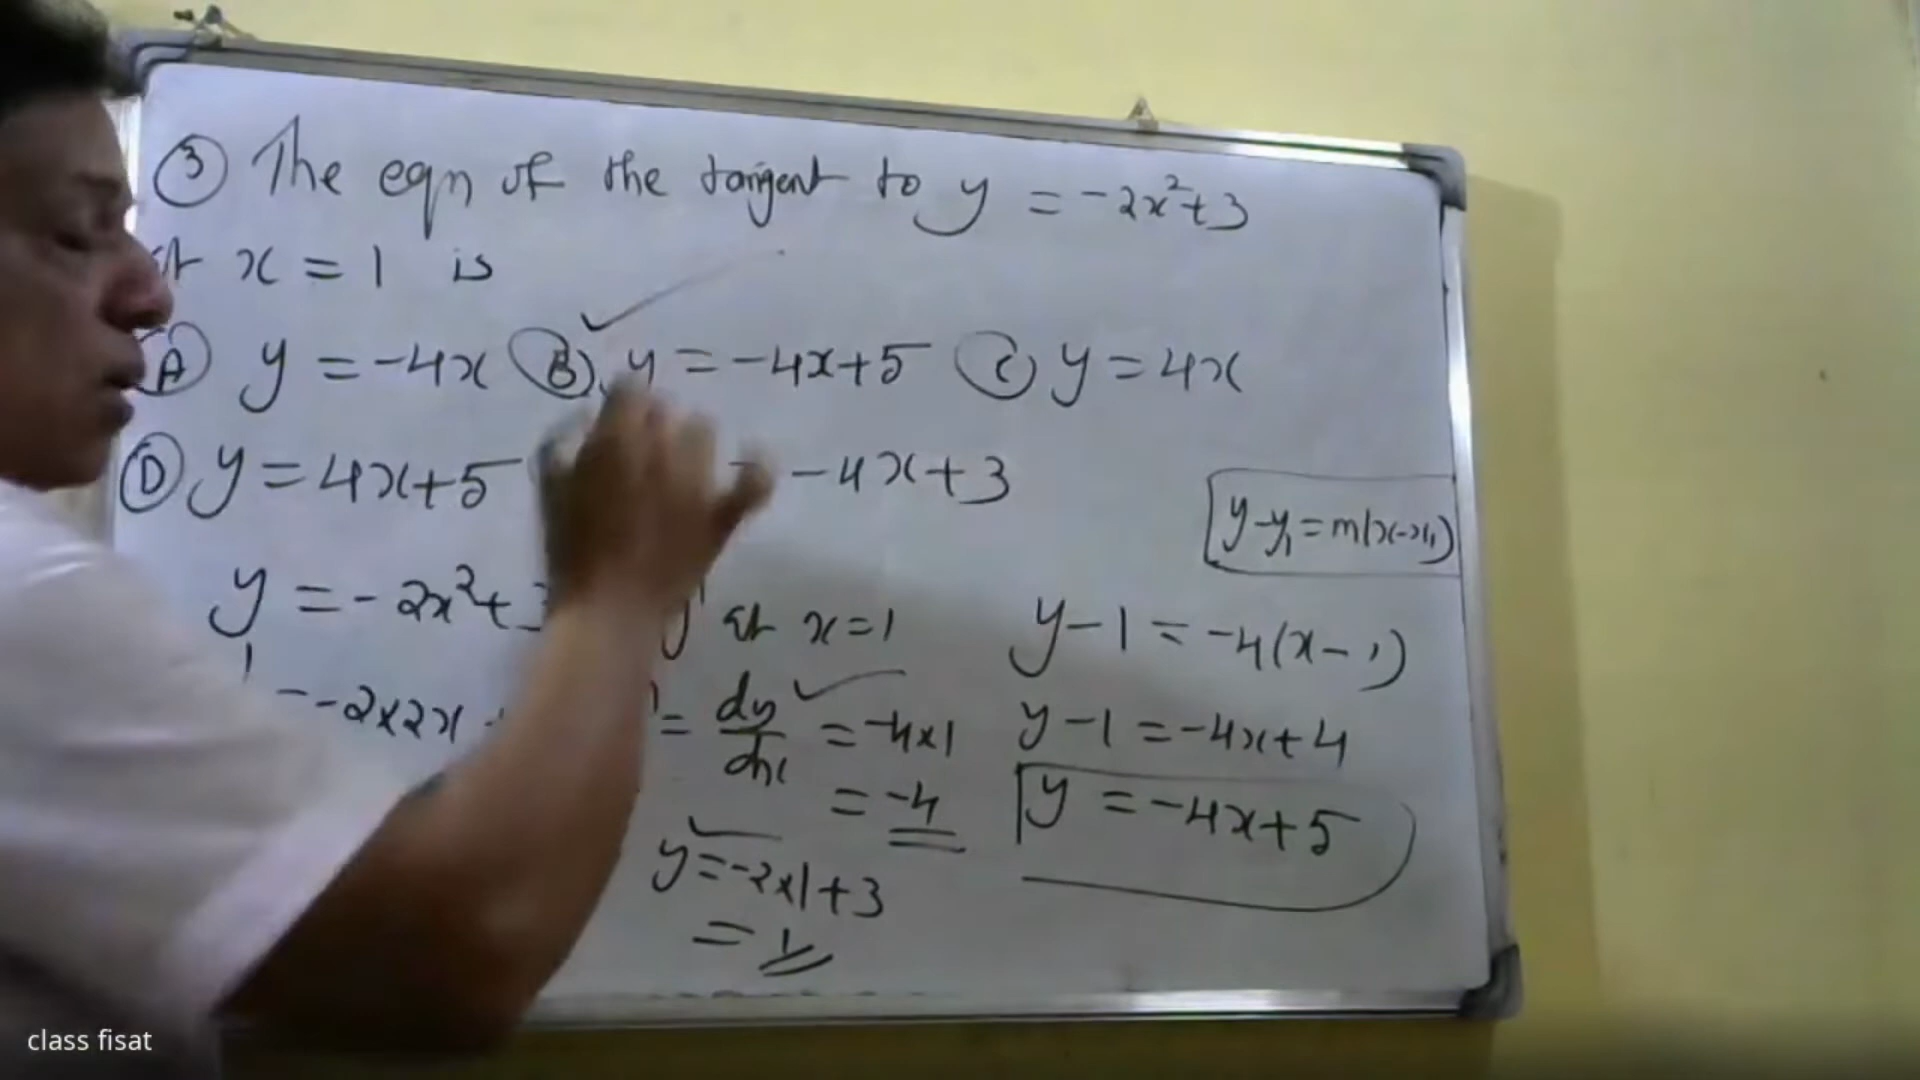 ③ The eqn of the tangent to y = -2x²+3
at x = 1 is
Ⓐ y = -4x Ⓑ y = -4x+5 Ⓒ y = 4x
Ⓓ y = 4x+5 -4x+3
y-y₁ = m(x-x₁)
y = -2x²+3
-2x2x
y' at x=1
= dy/dx = -4x1
= -4
y = -2x1+3
= 1
y-1 = -4(x-1)
y-1 = -4x+4
y = -4x+5
class fisat